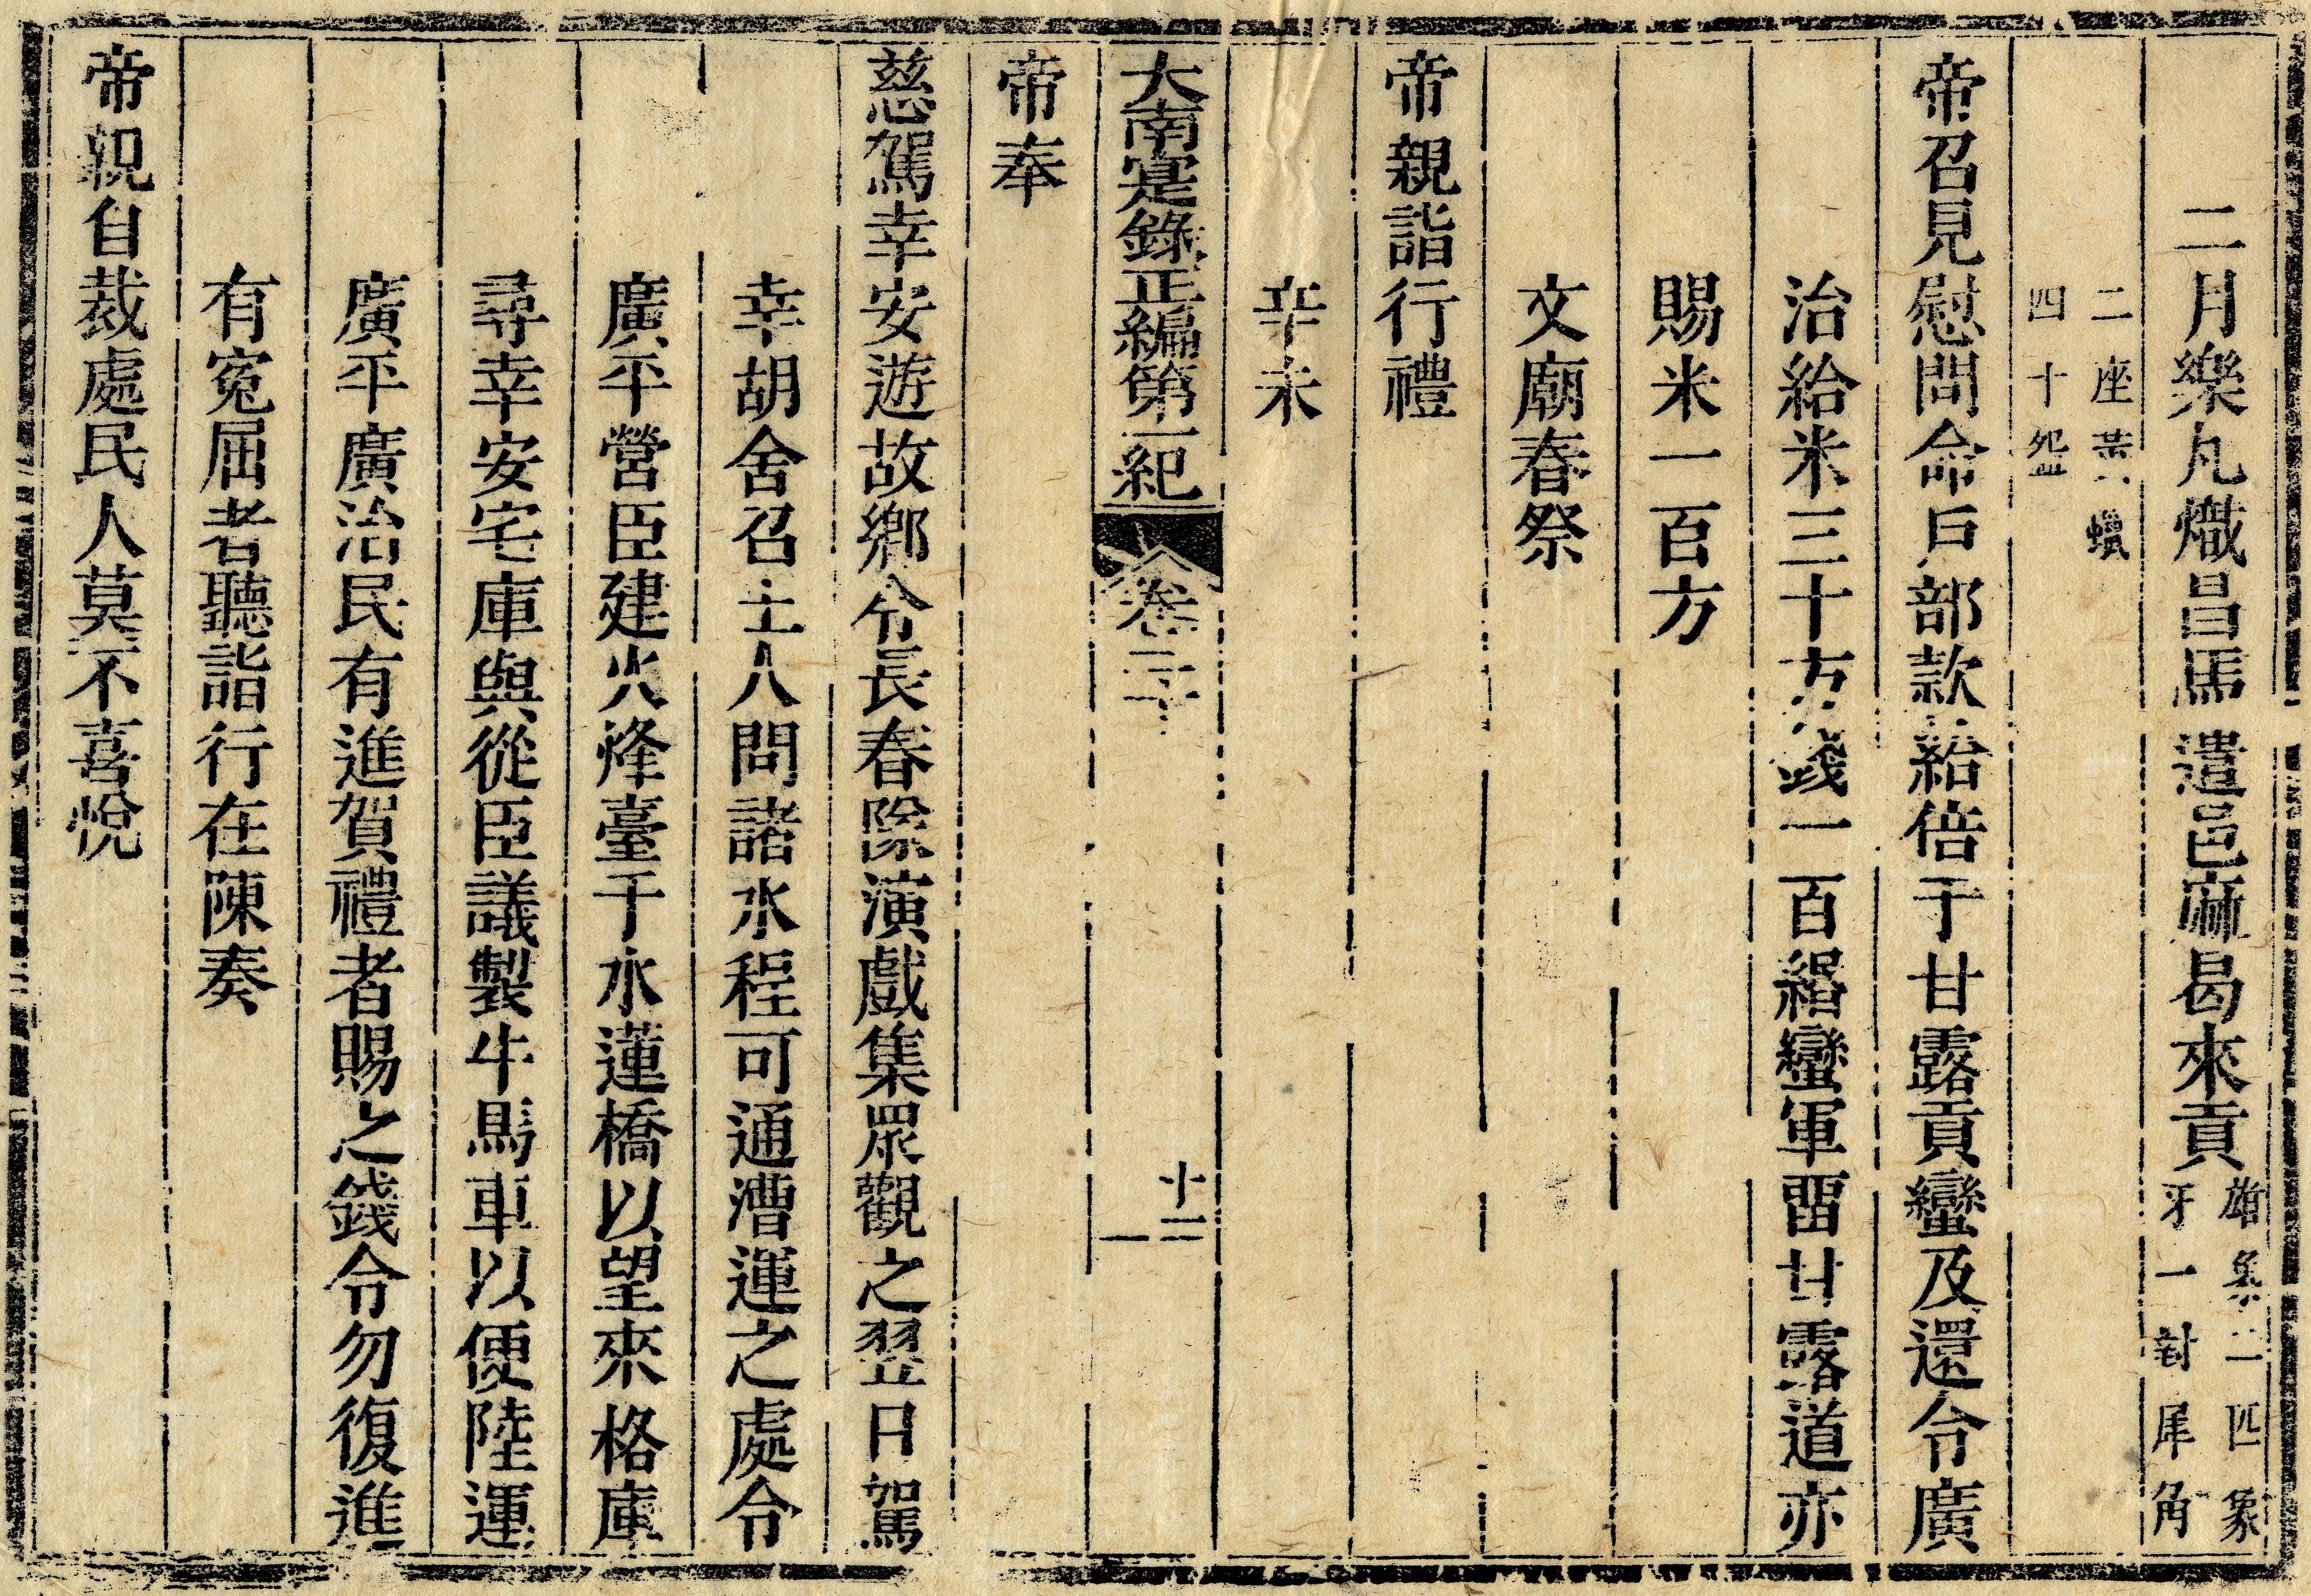 二月樂凡熾昌馬遣邑麻曷來貢雄象二匹象牙一對犀角
二座黃蠟四十盌
帝召見慰問命戶部款給倍于甘露貢蠻及還令廣
治給米三十方錢一百緡蠻軍留甘露道亦
賜米一百方
文廟春祭
帝親詣行禮
辛未
大南寔錄正編第一紀 卷二十 十二
帝奉
慈駕幸安遊故鄉令長春隊演戲集眾觀之翌日駕
幸胡舍召土人問諸水程可通漕運之處令
廣平營臣建火烽臺于水蓮橋以望來格庫
尋幸安宅庫與從臣議製牛馬車以便陸運
廣平廣治民有進賀禮者賜之錢令勿復進
有寃屈者聽詣行在陳奏
帝親自裁處民人莫不喜悅